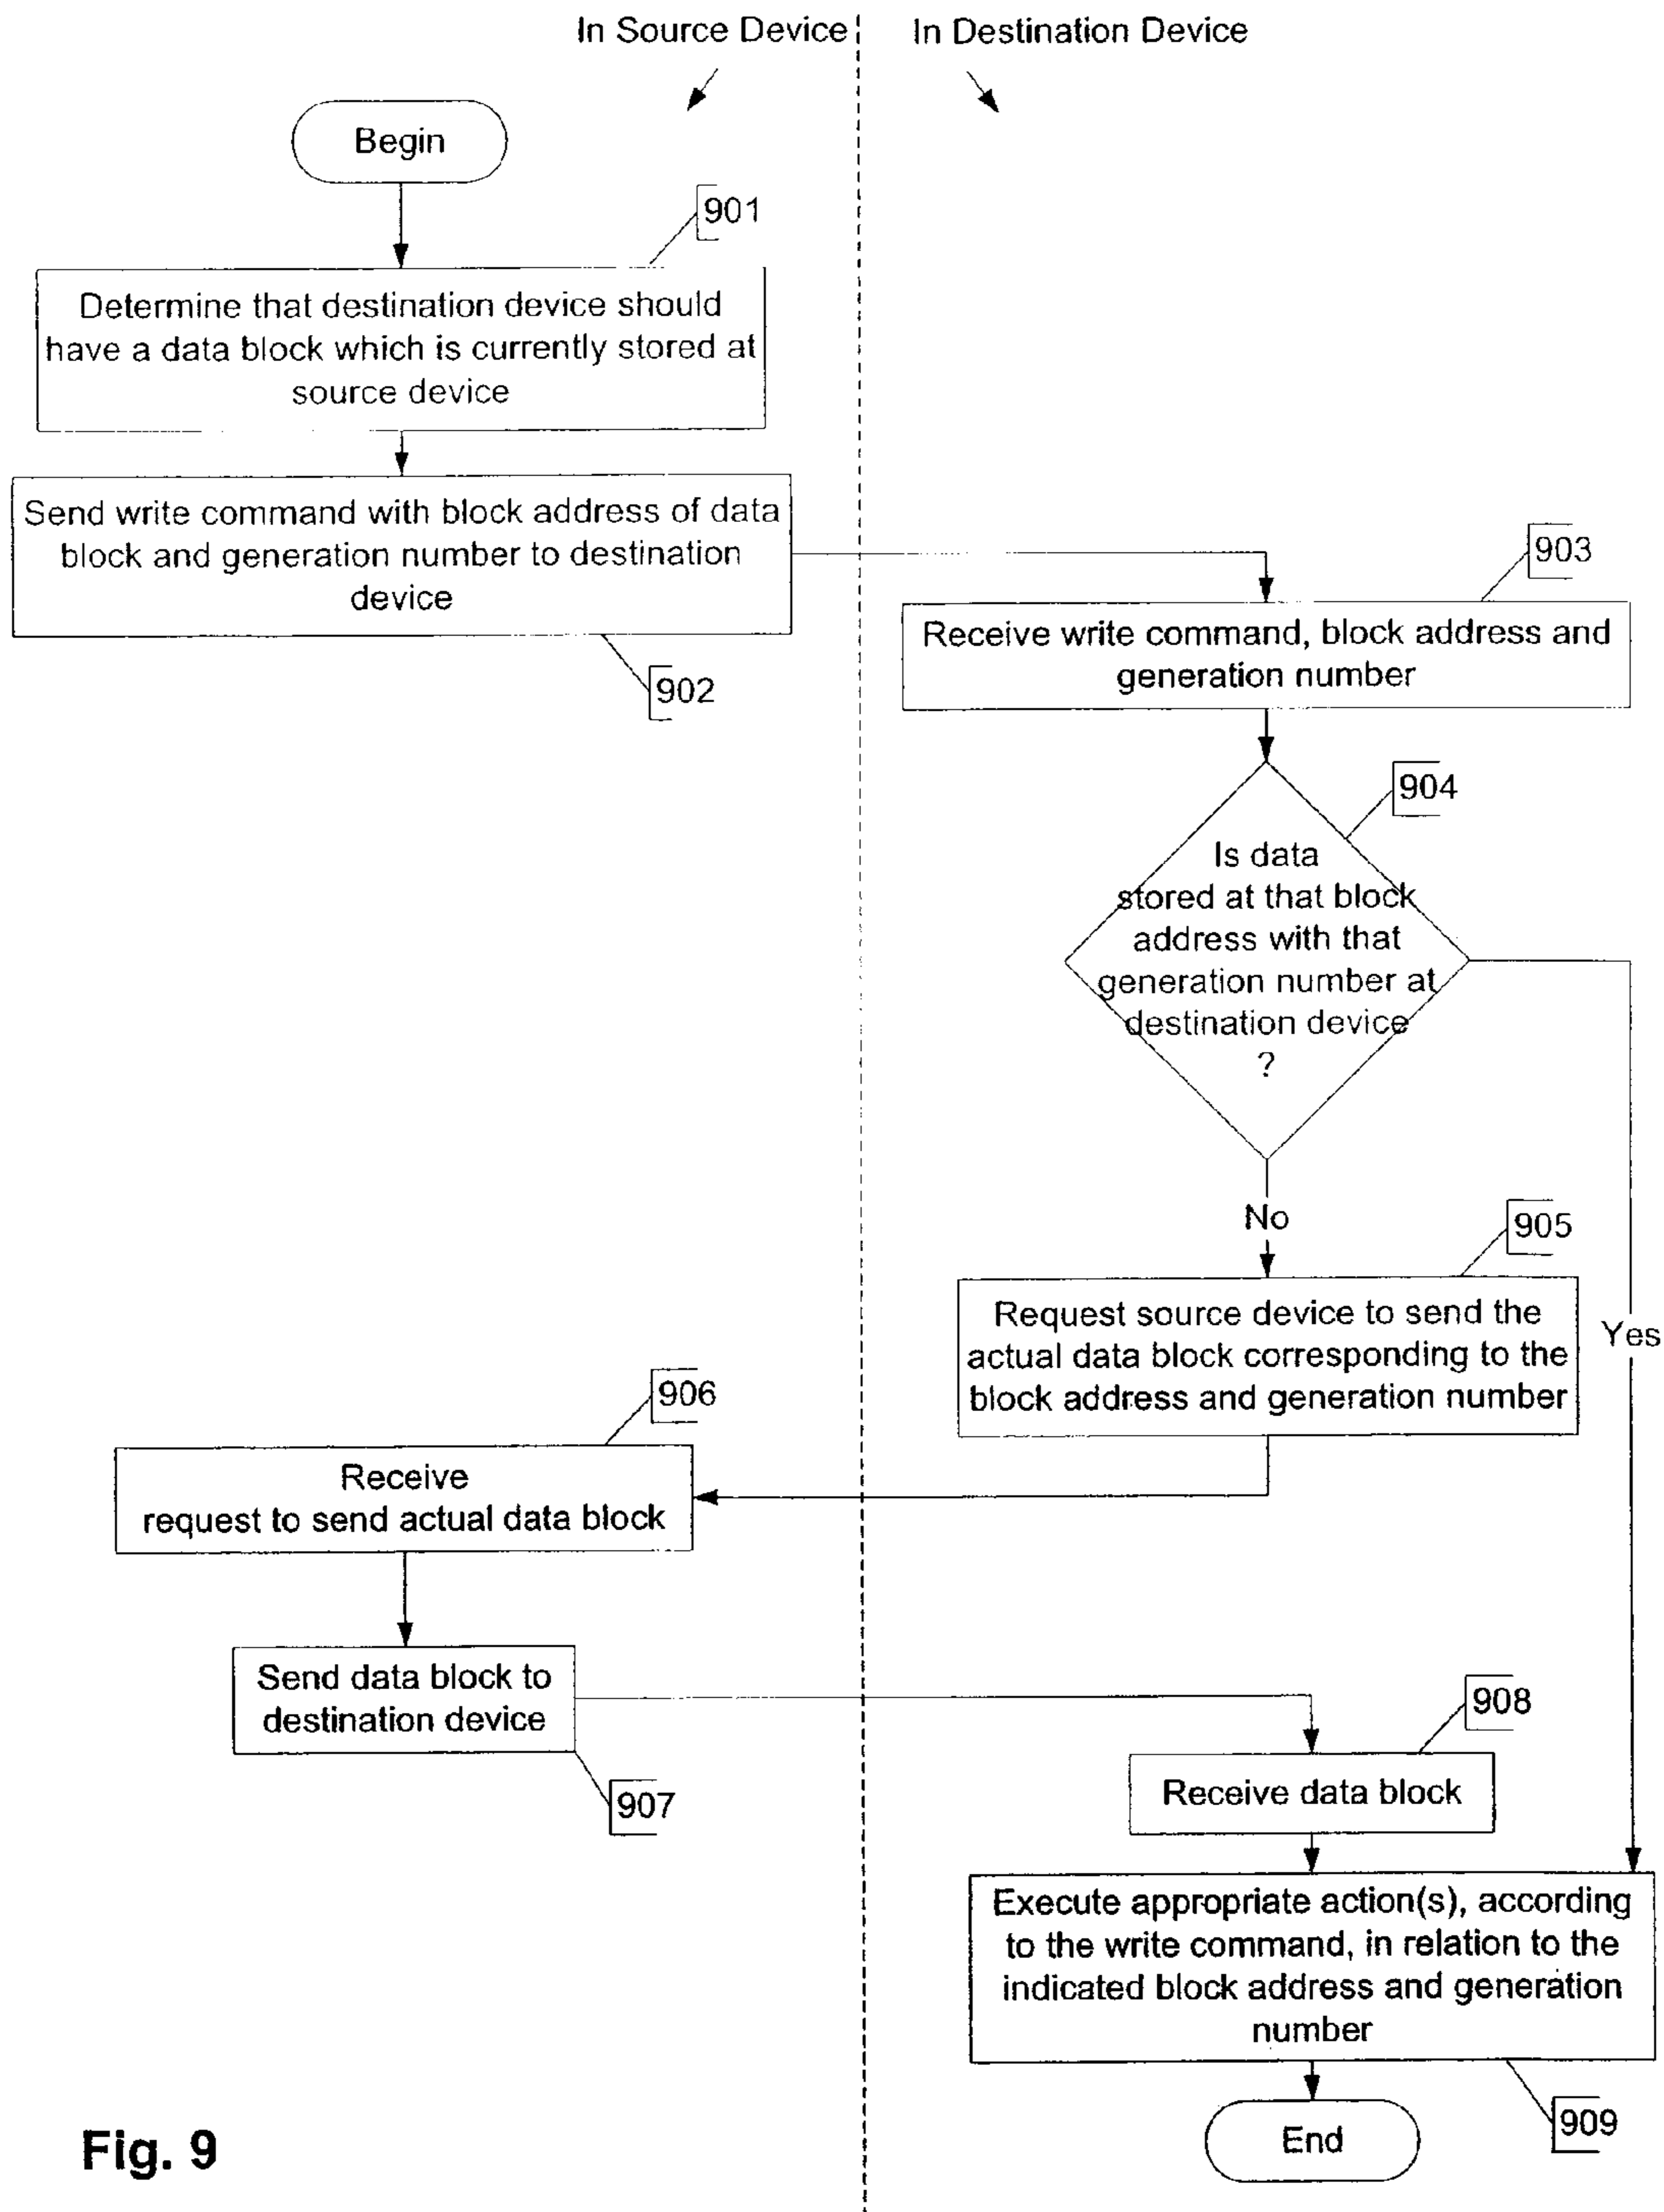 In Source Device
In Destination Device
Begin
901
Determine that destination device should
have a data block which is currently stored at
source device
Send write command with block address of data
block and generation number to destination
device
902
903
Receive write command, block address and
generation number
904
Is data
stored at that block
address with that
generation number at
destination device
?
No
Yes
905
Request source device to send the
actual data block corresponding to the
block address and generation number
906
Receive
request to send actual data block
Send data block to
destination device
907
908
Receive data block
Execute appropriate action(s), according
to the write command, in relation to the
indicated block address and generation
number
909
End
Fig. 9